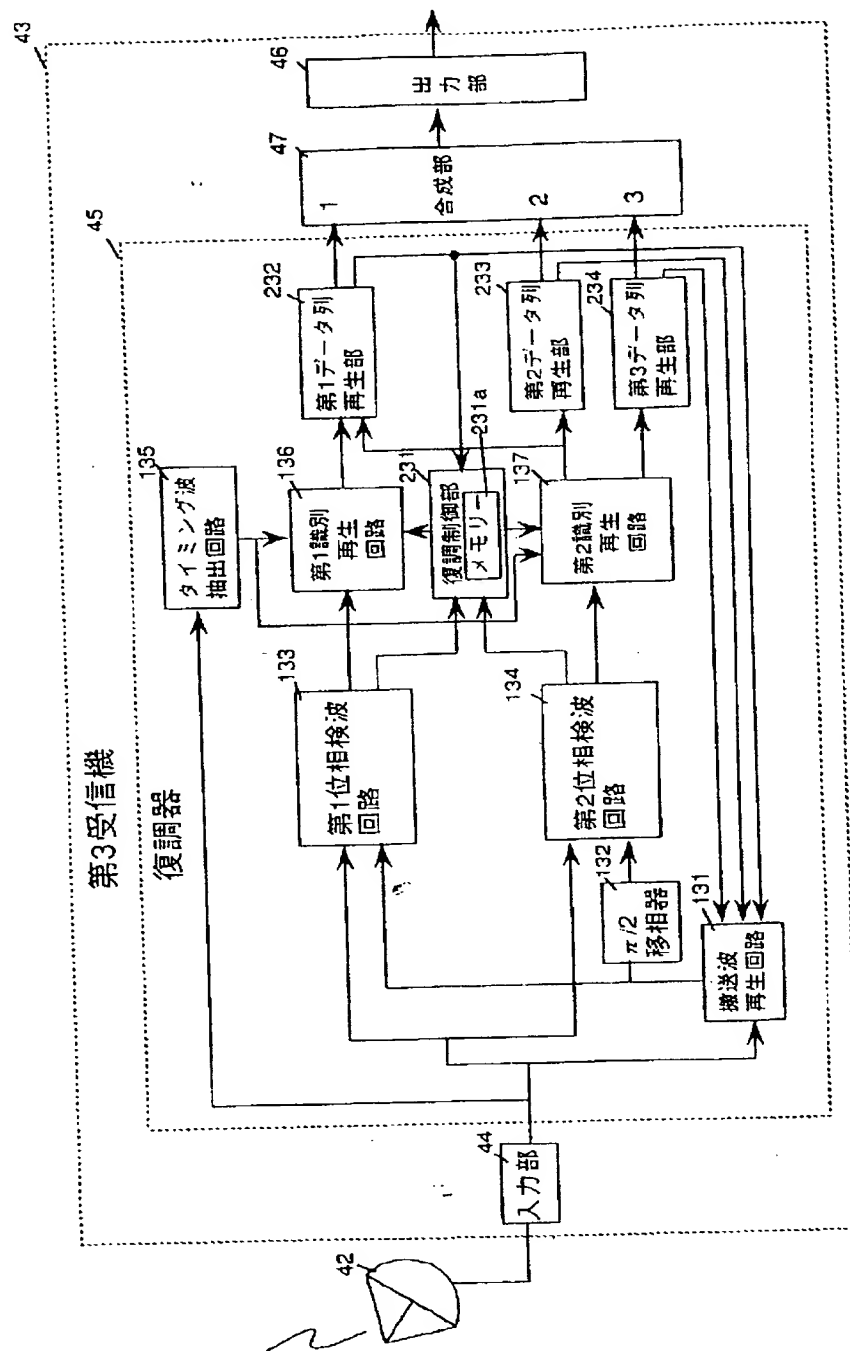 第3受信機
43
復調器
45
42
44
入力部
135
タイミング波
抽出回路
133
第1位相検波
回路
134
第2位相検波
回路
132
π/2
移相器
131
搬送波
再生回路
136
第1識別
再生
回路
231
復調制御部
メモリー
231a
137
第2識別
再生
回路
232
第1データ列
再生部
233
第2データ列
再生部
234
第3データ列
再生部
47
合成部
1
2
3
46
出力部